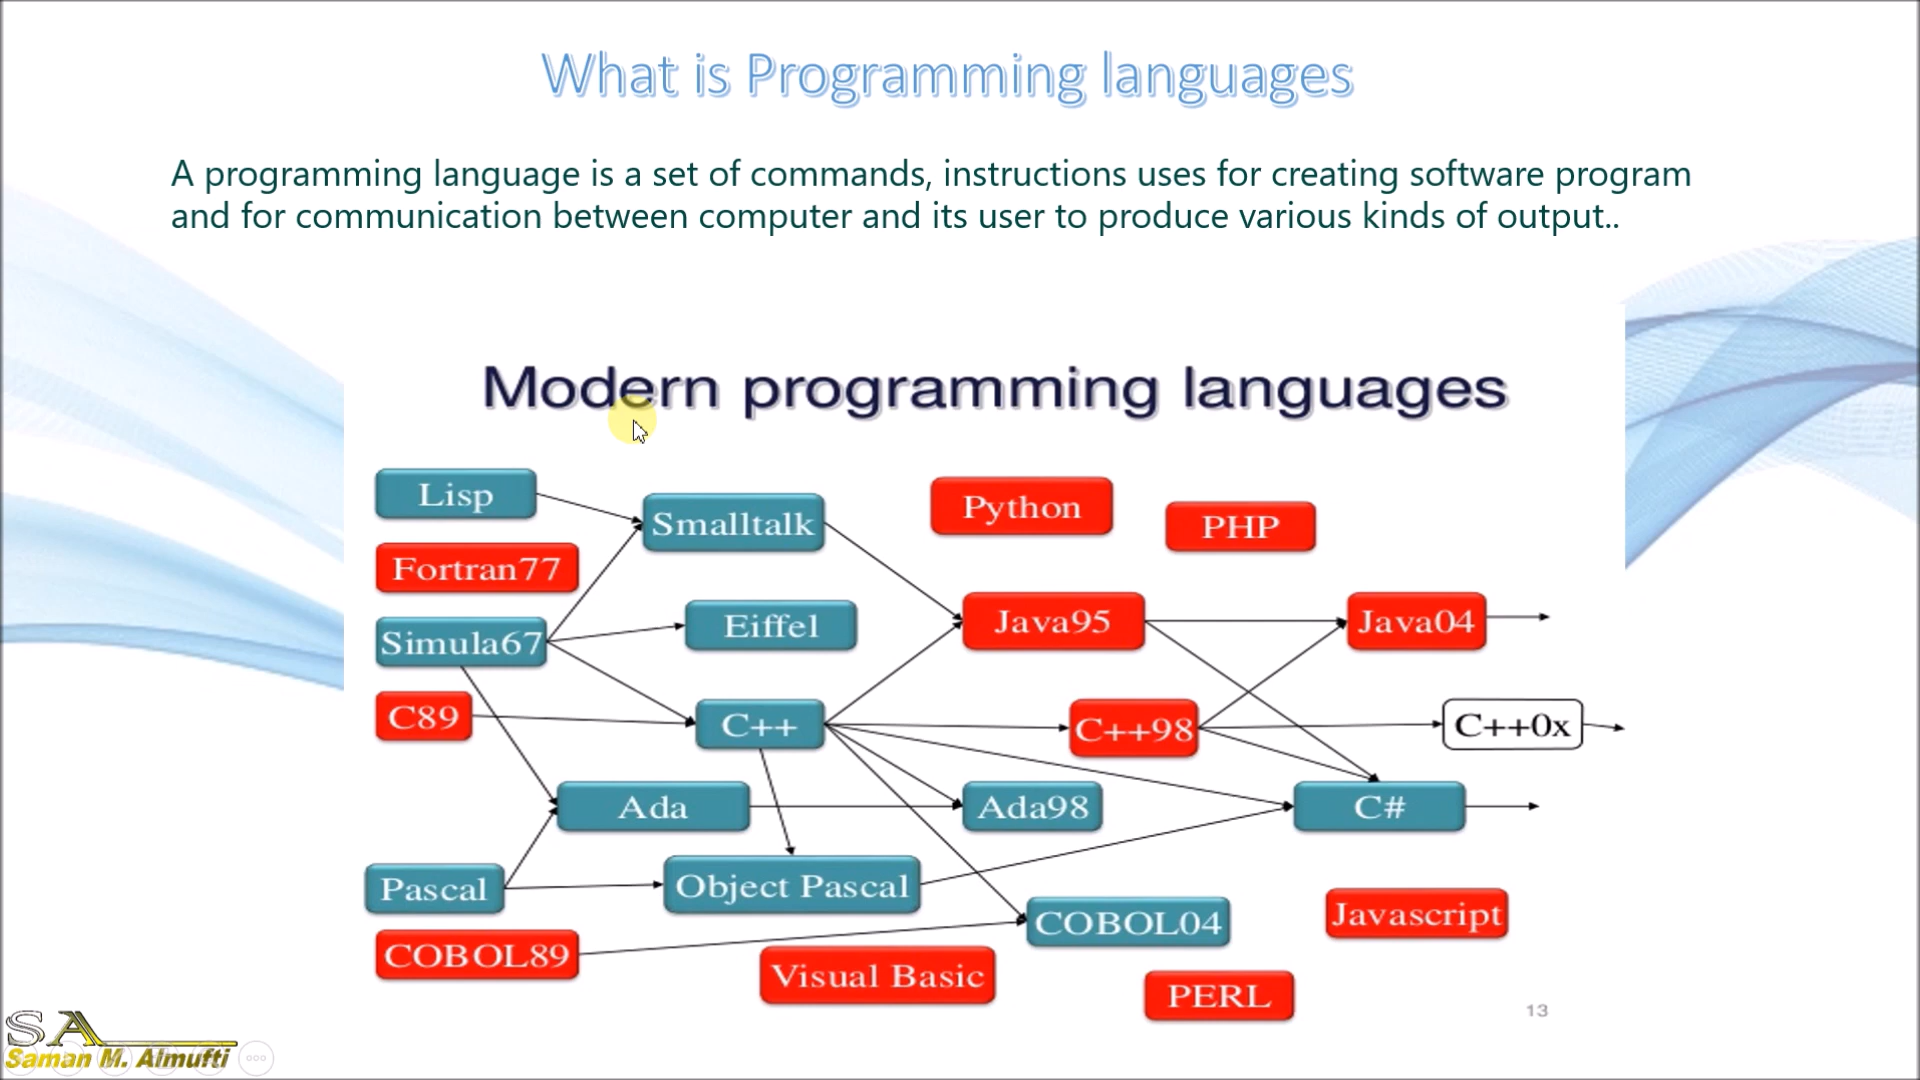 What is Programming languages
A programming language is a set of commands, instructions uses for creating software program
and for communication between computer and its user to produce various kinds of output..
Modern programming languages
Lisp
Smalltalk
Python
PHP
Fortran77
Simula67
Eiffel
Java95
Java04
C89
C++
C++98
C++0x
Ada
Ada98
C#
Pascal
Object Pascal
COBOL04
Javascript
COBOL89
Visual Basic
PERL
13
SA
Saman M. Almufti